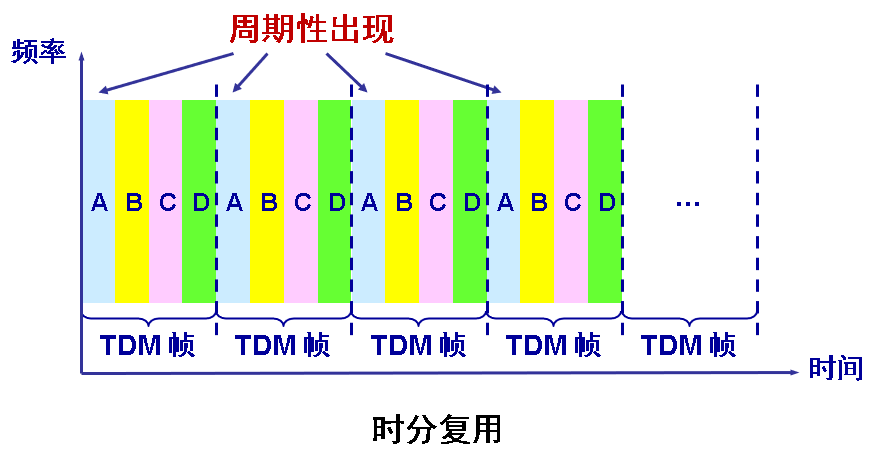 周期性出现
频率
A B C D A B C D A B C D A B C D ...
TDM 帧 TDM 帧 TDM 帧 TDM 帧 TDM 帧
时间
时分复用